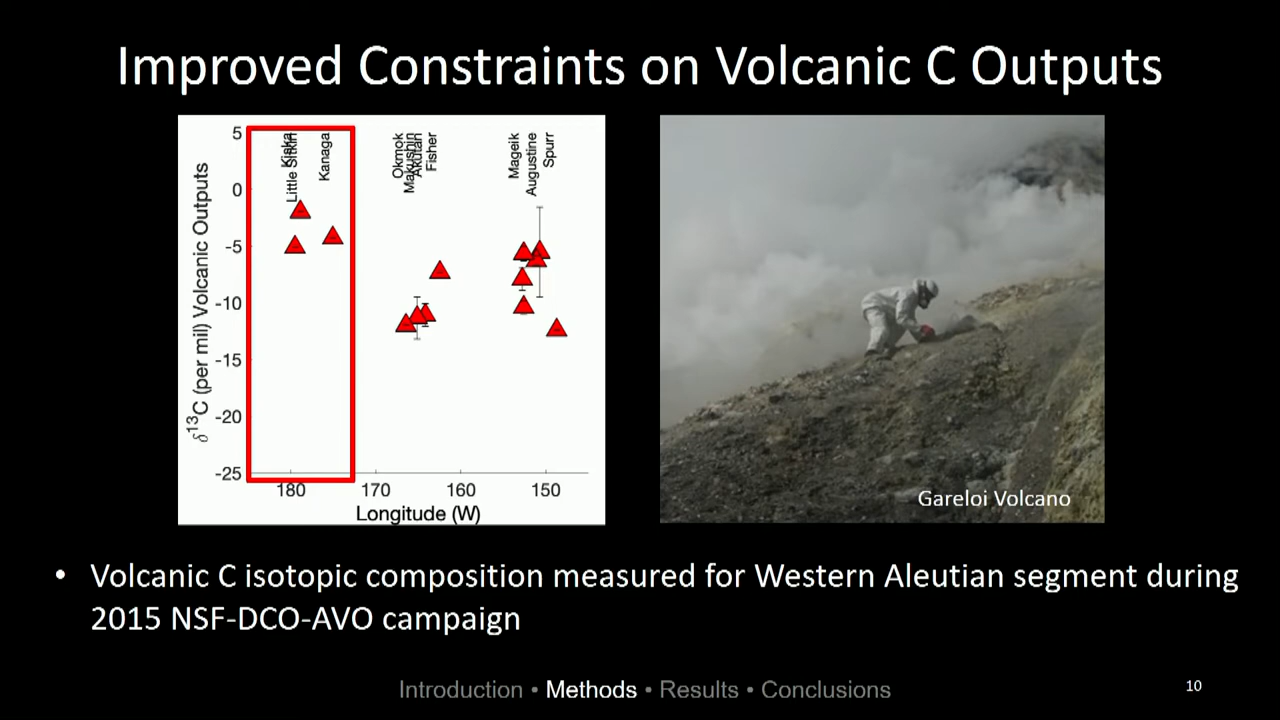 Improved Constraints on Volcanic C Outputs
5
0
-5
-10
-15
-20
-25
δ13C (per mil) Volcanic Outputs
Kiska
Little Sitkin
Kanaga
Okmok
Makushin
Akutan
Fisher
Mageik
Augustine
Spurr
180
170
160
150
Longitude (W)
Gareloi Volcano
• Volcanic C isotopic composition measured for Western Aleutian segment during
2015 NSF-DCO-AVO campaign
Introduction • Methods • Results • Conclusions
10